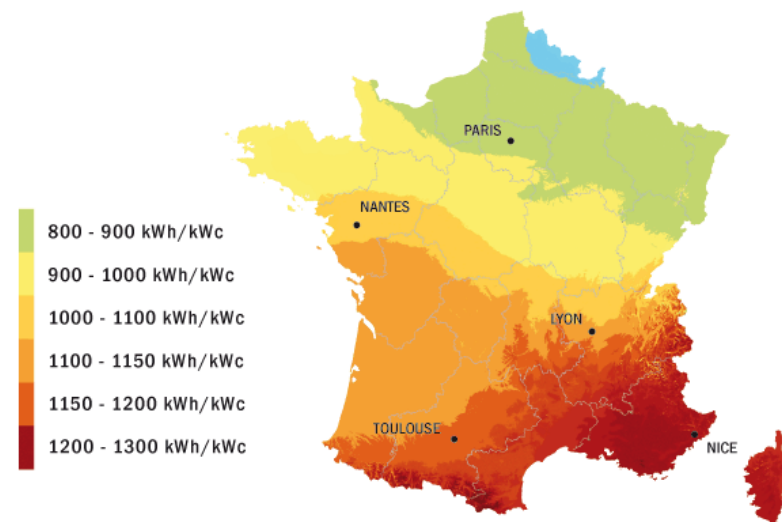 PARIS
NANTES
800 - 900 kWh/kWc
900 - 1000 kWh/kWc
1000 - 1100 kWh/kWc
LYON
1100 - 1150 kWh/kWc
1150 - 1200 kWh/kWc
TOULOUSE
1200 - 1300 kWh/kWc
NICE